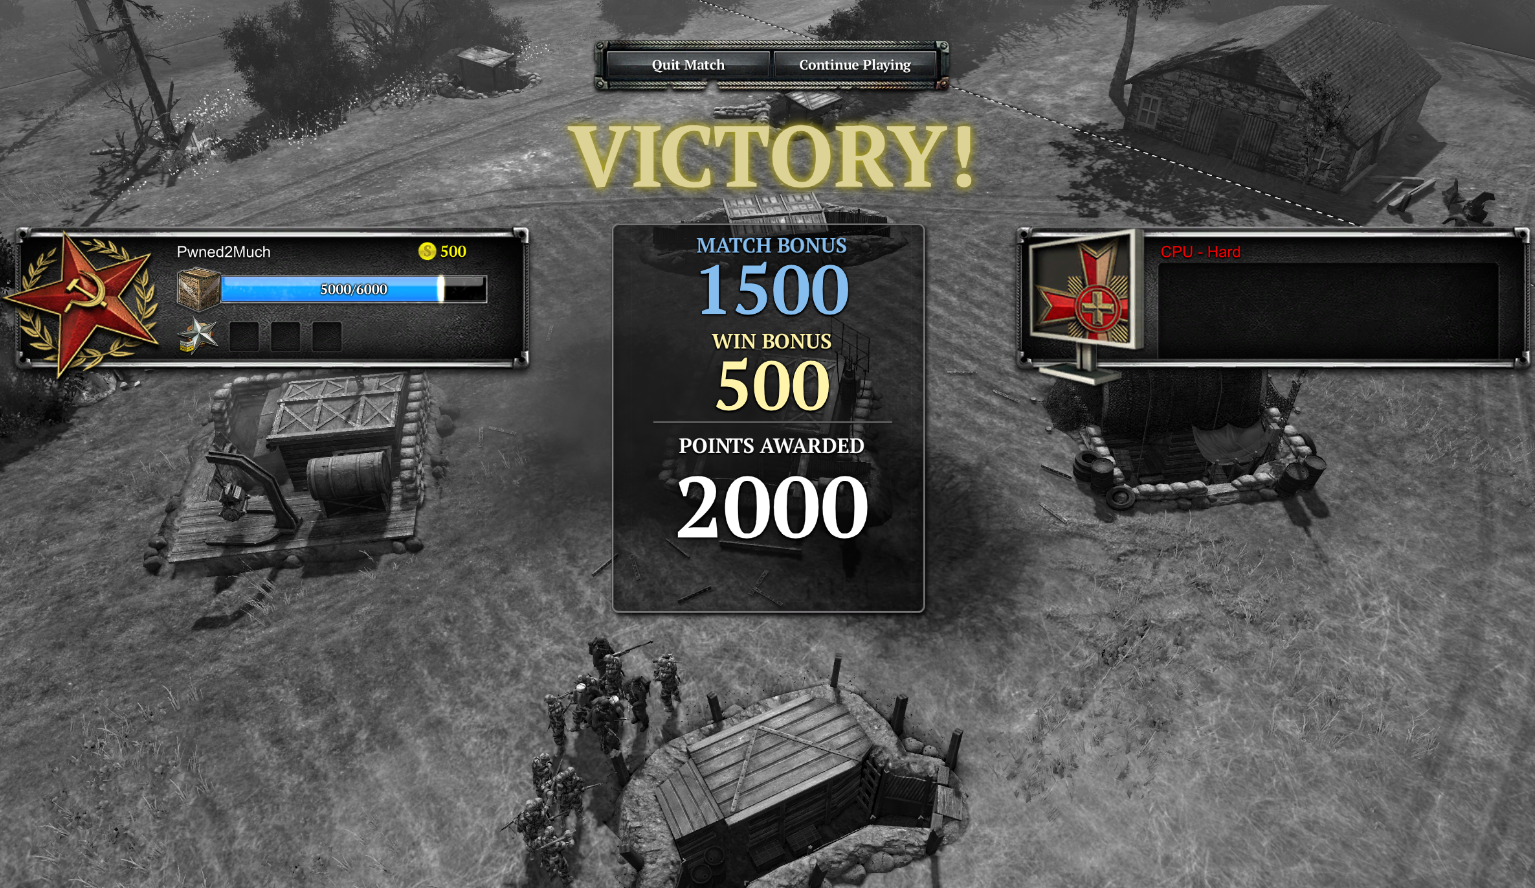 Quit Match
Continue Playing
VICTORY!
Pwned2Much
S 500
5000/6000
MATCH BONUS
1500
WIN BONUS
500
POINTS AWARDED
2000
CPU - Hard